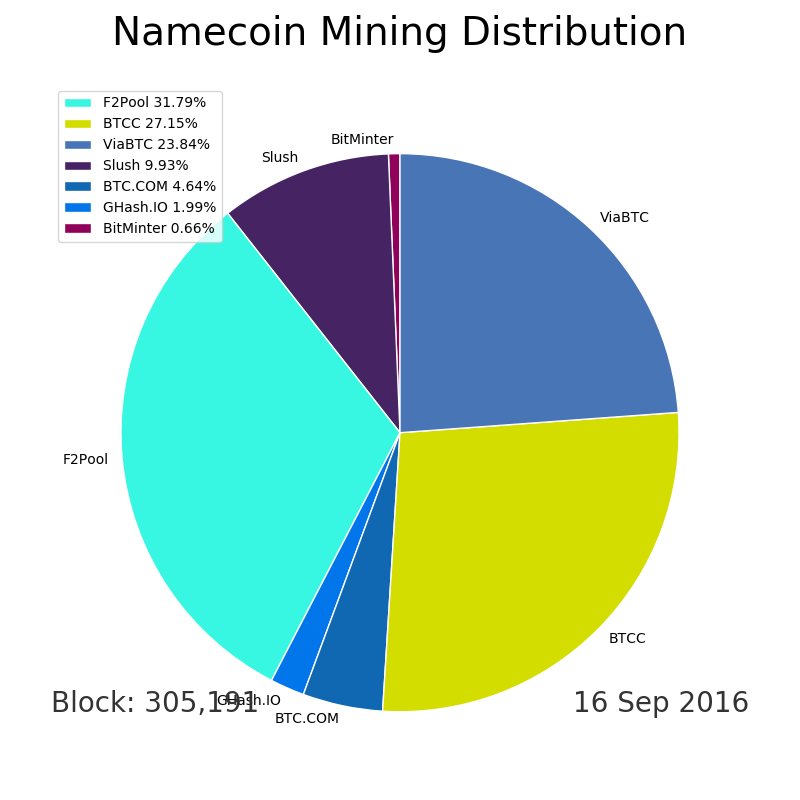 Namecoin Mining Distribution
F2Pool 31.79%
BTCC 27.15%
ViaBTC 23.84%
Slush 9.93%
BTC.COM 4.64%
GHash.IO 1.99%
BitMinter 0.66%
BitMinter
Slush
ViaBTC
F2Pool
BTCC
GHash.IO
Block: 305,191
16 Sep 2016
BTC.COM